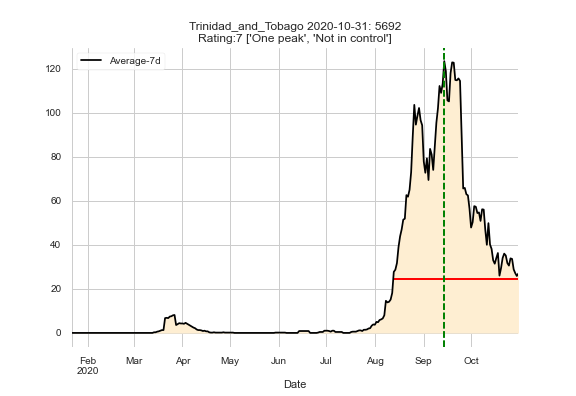 Trinidad_and_Tobago 2020-10-31: 5692
Rating:7 ['One peak', 'Not in control']
Average-7d
120
100
80
60
40
20
0
Feb Mar Apr May Jun Jul Aug Sep Oct
2020
Date